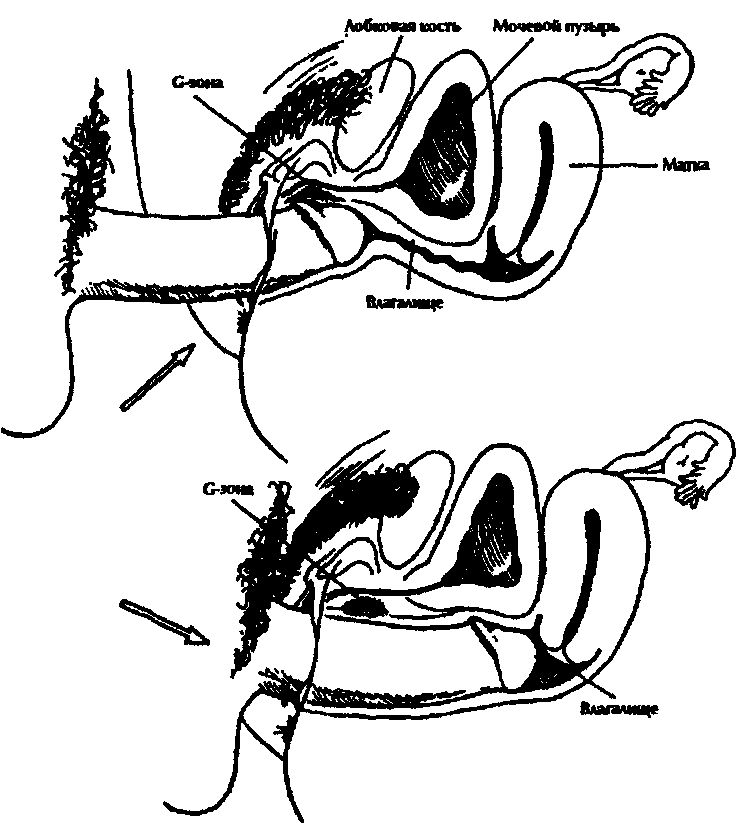 Лобковая кость
Мочевой пузырь
G-зона
Матка
Влагалище
G-зона
Влагалище